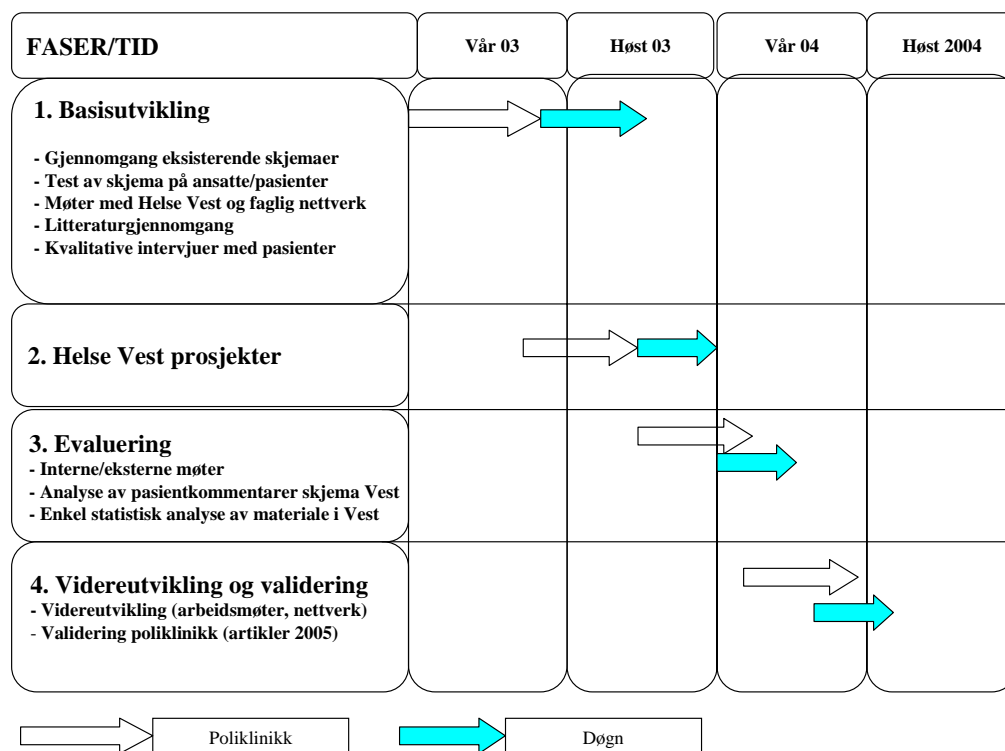 FASER/TID
Vår 03
Høst 03
Vår 04
Høst 2004
1. Basisutvikling
- Gjennomgang eksisterende skjemaer
- Test av skjema på ansatte/pasienter
- Møter med Helse Vest og faglig nettverk
- Litteraturgjennomgang
- Kvalitative intervjuer med pasienter
2. Helse Vest prosjekter
3. Evaluering
- Interne/eksterne møter
- Analyse av pasientkommentarer skjema Vest
- Enkel statistisk analyse av materiale i Vest
4. Videreutvikling og validering
- Videreutvikling (arbeidsmøter, nettverk)
- Validering poliklinikk (artikler 2005)
Poliklinikk
Døgn